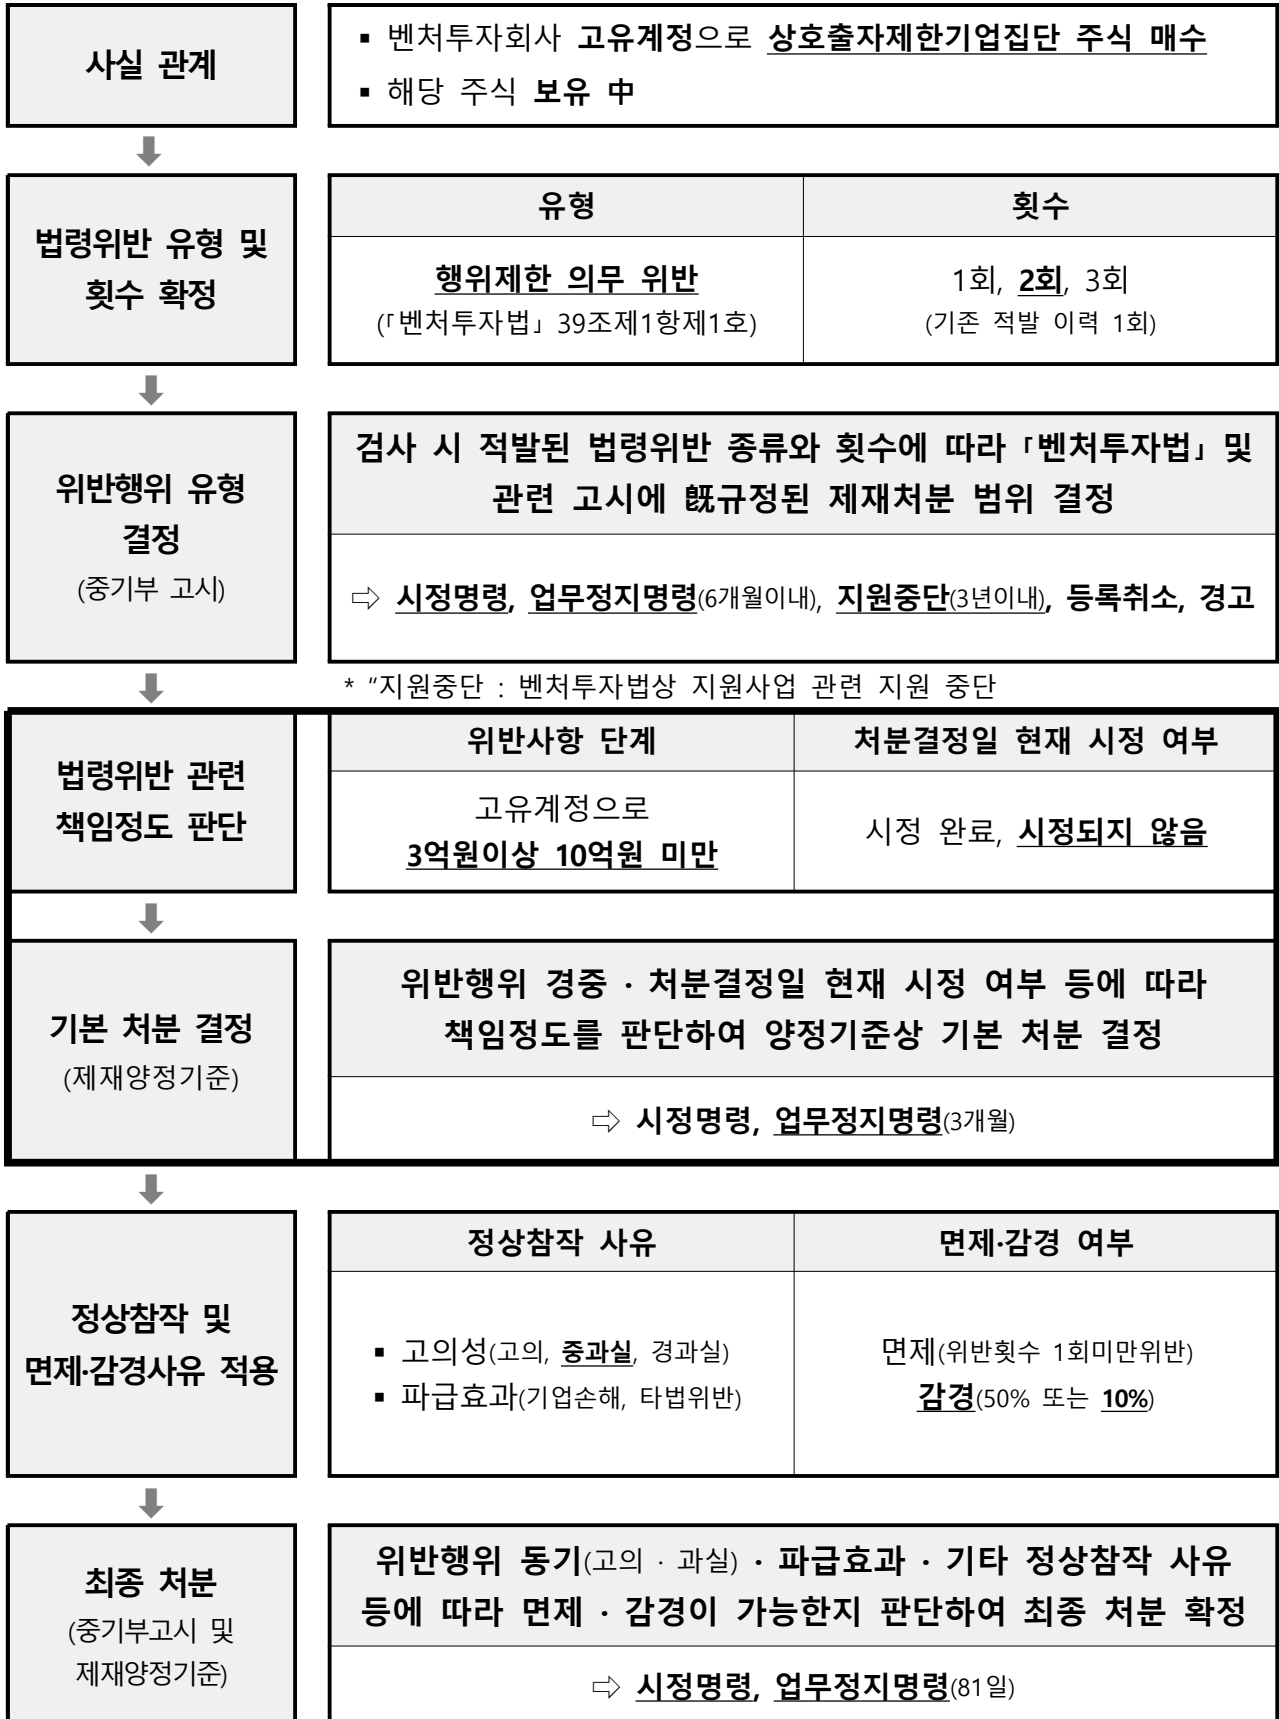 사실 관계
▪ 벤처투자회사 고유계정으로 상호출자제한기업집단 주식 매수
▪ 해당 주식 보유 中
⬇
법령위반 유형 및
횟수 확정
유형
횟수
행위제한 의무 위반
(「벤처투자법」 39조제1항제1호)
1회, 2회, 3회
(기존 적발 이력 1회)
⬇
위반행위 유형
결정
(중기부 고시)
검사 시 적발된 법령위반 종류와 횟수에 따라 「벤처투자법」 및
관련 고시에 旣규정된 제재처분 범위 결정
⇨ 시정명령, 업무정지명령(6개월이내), 지원중단(3년이내), 등록취소, 경고
⬇
* "지원중단 : 벤처투자법상 지원사업 관련 지원 중단
법령위반 관련
책임정도 판단
위반사항 단계
처분결정일 현재 시정 여부
고유계정으로
3억원이상 10억원 미만
시정 완료, 시정되지 않음
⬇
기본 처분 결정
(제재양정기준)
위반행위 경중 · 처분결정일 현재 시정 여부 등에 따라
책임정도를 판단하여 양정기준상 기본 처분 결정
⇨ 시정명령, 업무정지명령(3개월)
⬇
정상참작 및
면제·감경사유 적용
정상참작 사유
면제·감경 여부
▪ 고의성(고의, 중과실, 경과실)
▪ 파급효과(기업손해, 타법위반)
면제(위반횟수 1회미만위반)
감경(50% 또는 10%)
⬇
최종 처분
(중기부고시 및
제재양정기준)
위반행위 동기(고의 · 과실) · 파급효과 · 기타 정상참작 사유
등에 따라 면제 · 감경이 가능한지 판단하여 최종 처분 확정
⇨ 시정명령, 업무정지명령(81일)